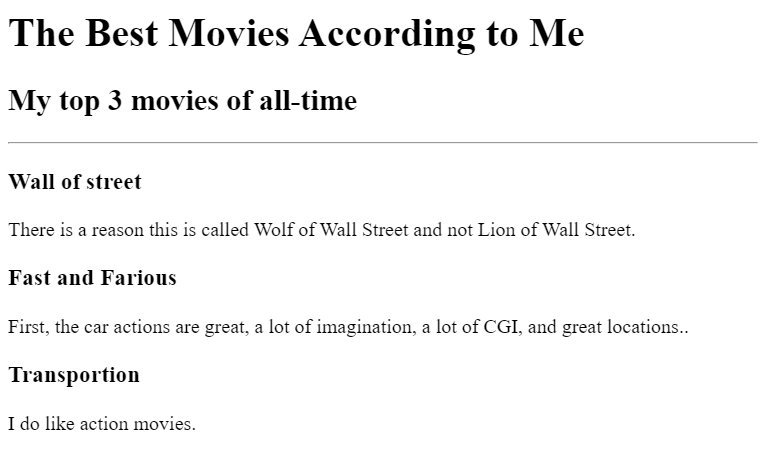 The Best Movies According to Me
My top 3 movies of all-time
Wall of street
There is a reason this is called Wolf of Wall Street and not Lion of Wall Street.
Fast and Farious
First, the car actions are great, a lot of imagination, a lot of CGI, and great locations..
Transportion
I do like action movies.